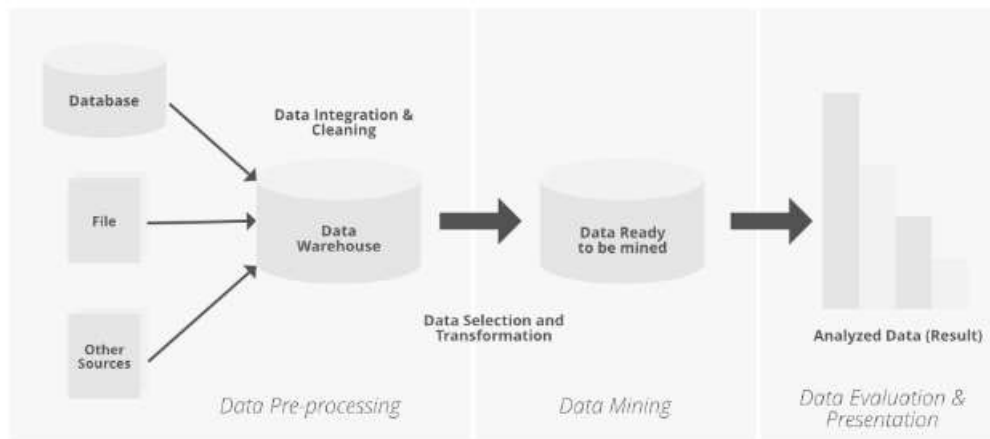 Database
Data Integration &
Cleaning
File
Data
Warehouse
Data Ready
to be mined
Other
Sources
Data Selection and
Transformation
Analyzed Data (Result)
Data Pre-processing
Data Mining
Data Evaluation &
Presentation